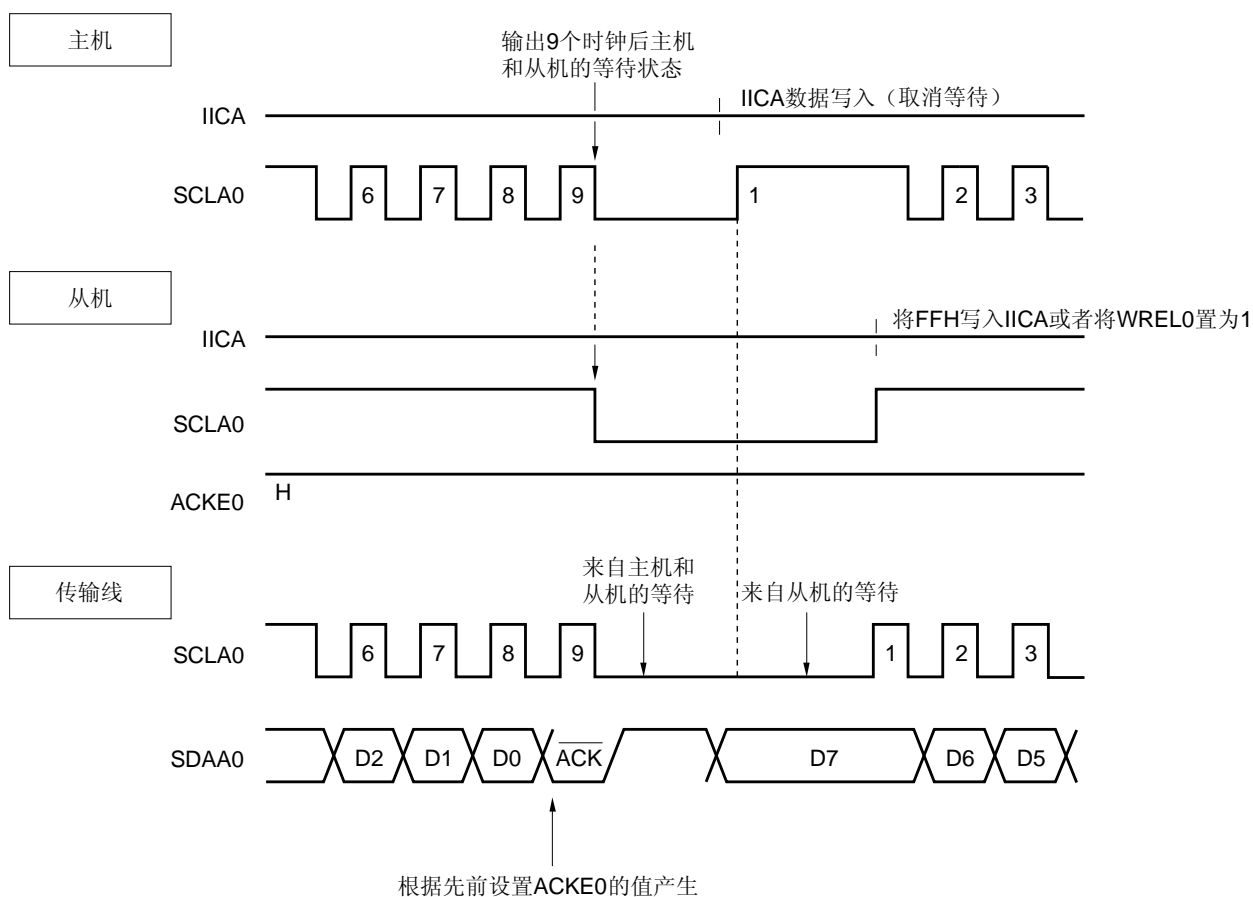 主机
输出9个时钟后主机
和从机的等待状态
IICA数据写入（取消等待）
IICA
SCLA0
6 7 8 9 1 2 3
从机
将FFH写入IICA或者将WREL0置为1
IICA
SCLA0
ACKE0 H
传输线
来自主机和
从机的等待
来自从机的等待
SCLA0
6 7 8 9 1 2 3
SDAA0
D2 D1 D0 ACK D7 D6 D5
根据先前设置ACKE0的值产生